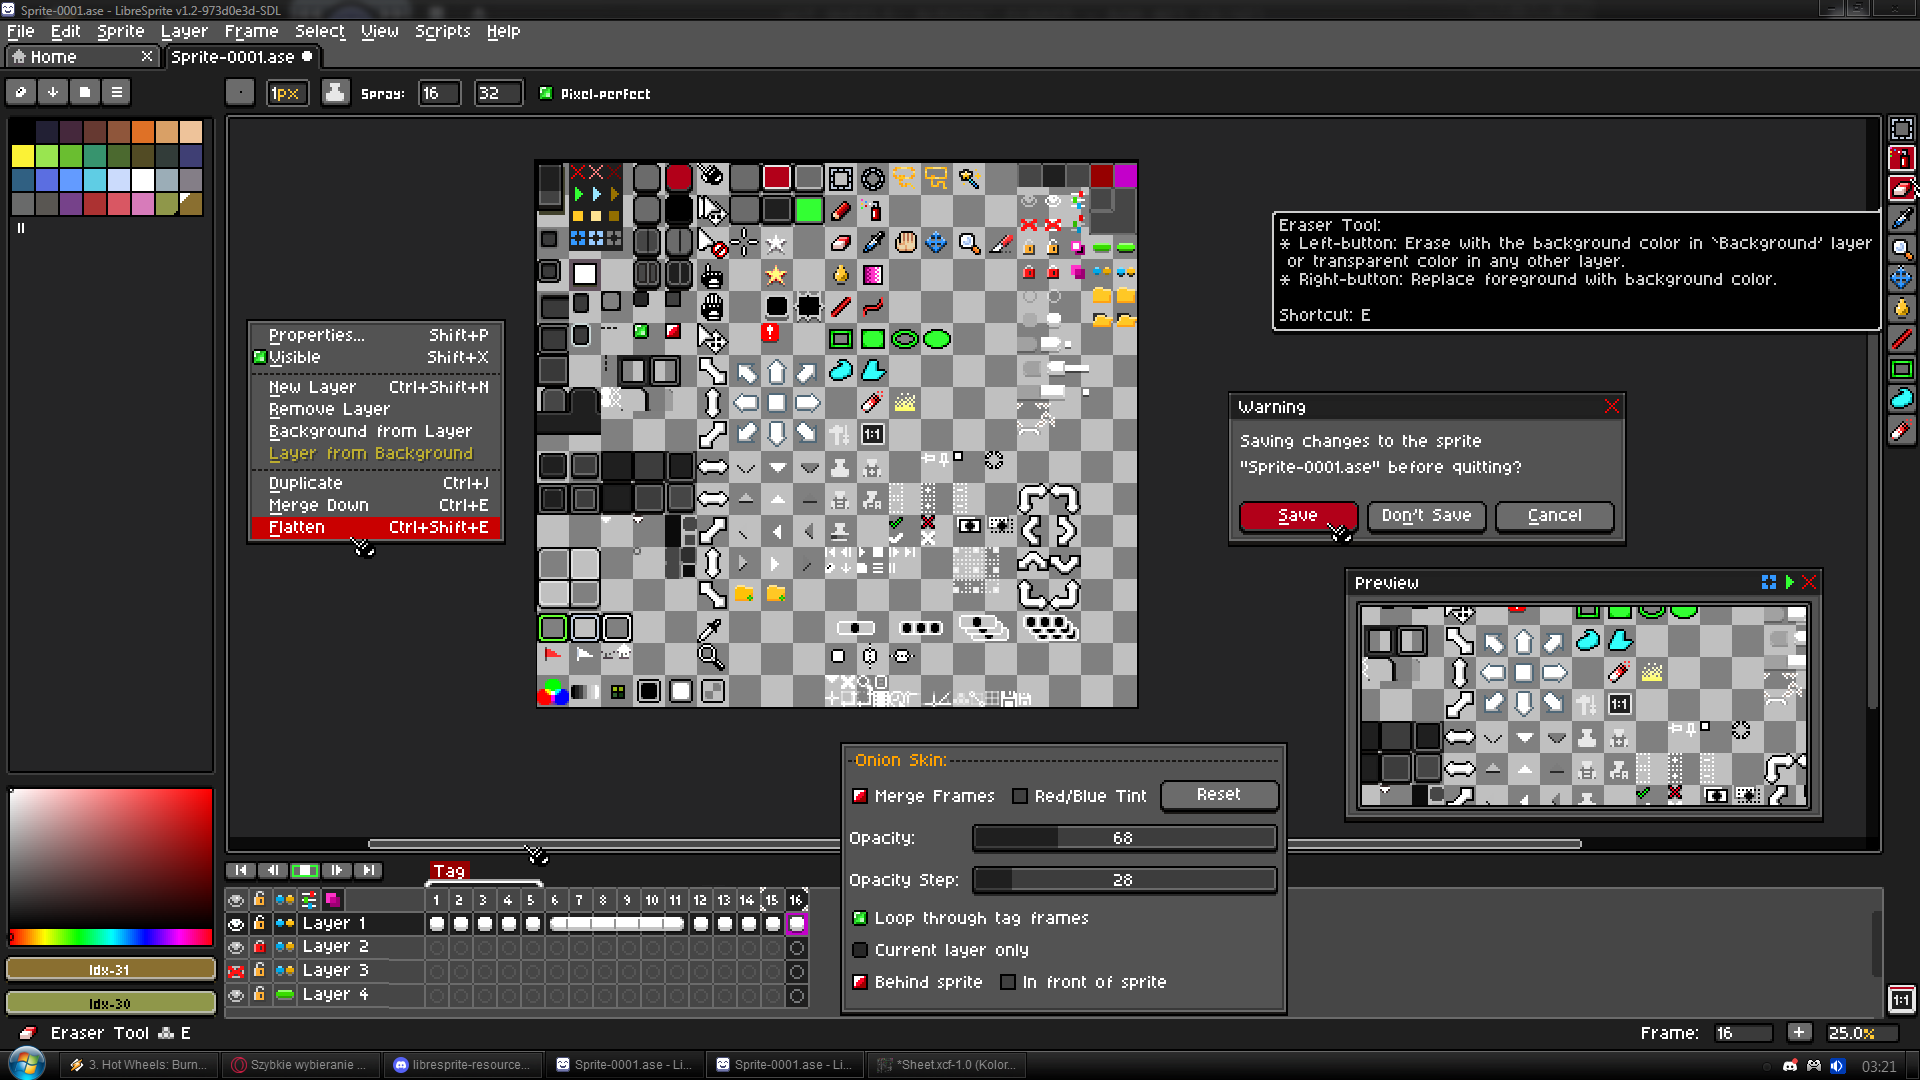 Sprite-0001.ase - LibreSprite v1.2-973d0e3d-SDL
File Edit Sprite Layer Frame Select View Scripts Help
Home
Sprite-0001.ase
1px
Spray: 16 32
Pixel-perfect
Eraser Tool:
* Left-button: Erase with the background color in `Background' layer
or transparent color in any other layer.
* Right-button: Replace foreground with background color.
Shortcut: E
Properties... Shift+P
Visible Shift+X
New Layer Ctrl+Shift+N
Remove Layer
Background from Layer
Layer from Background
Duplicate Ctrl+J
Merge Down Ctrl+E
Flatten Ctrl+Shift+E
1:1
Warning
Saving changes to the sprite
"Sprite-0001.ase" before quitting?
Save
Don't Save
Cancel
Preview
1:1
Onion Skin:
Merge Frames
Red/Blue Tint
Reset
Opacity: 68
Opacity Step: 28
Loop through tag frames
Current layer only
Behind sprite
In front of sprite
Tag
1 2 3 4 5 6 7 8 9 10 11 12 13 14 15 16
Layer 1
Layer 2
Layer 3
Layer 4
Idx-31
Idx-30
1:1
Eraser Tool E
Frame: 16 + 25.0%
3. Hot Wheels: Burn...
Szybkie wybieranie ...
libresprite-resource...
Sprite-0001.ase - Li...
Sprite-0001.ase - Li...
*Sheet.xcf-1.0 (Kolor...
03:21